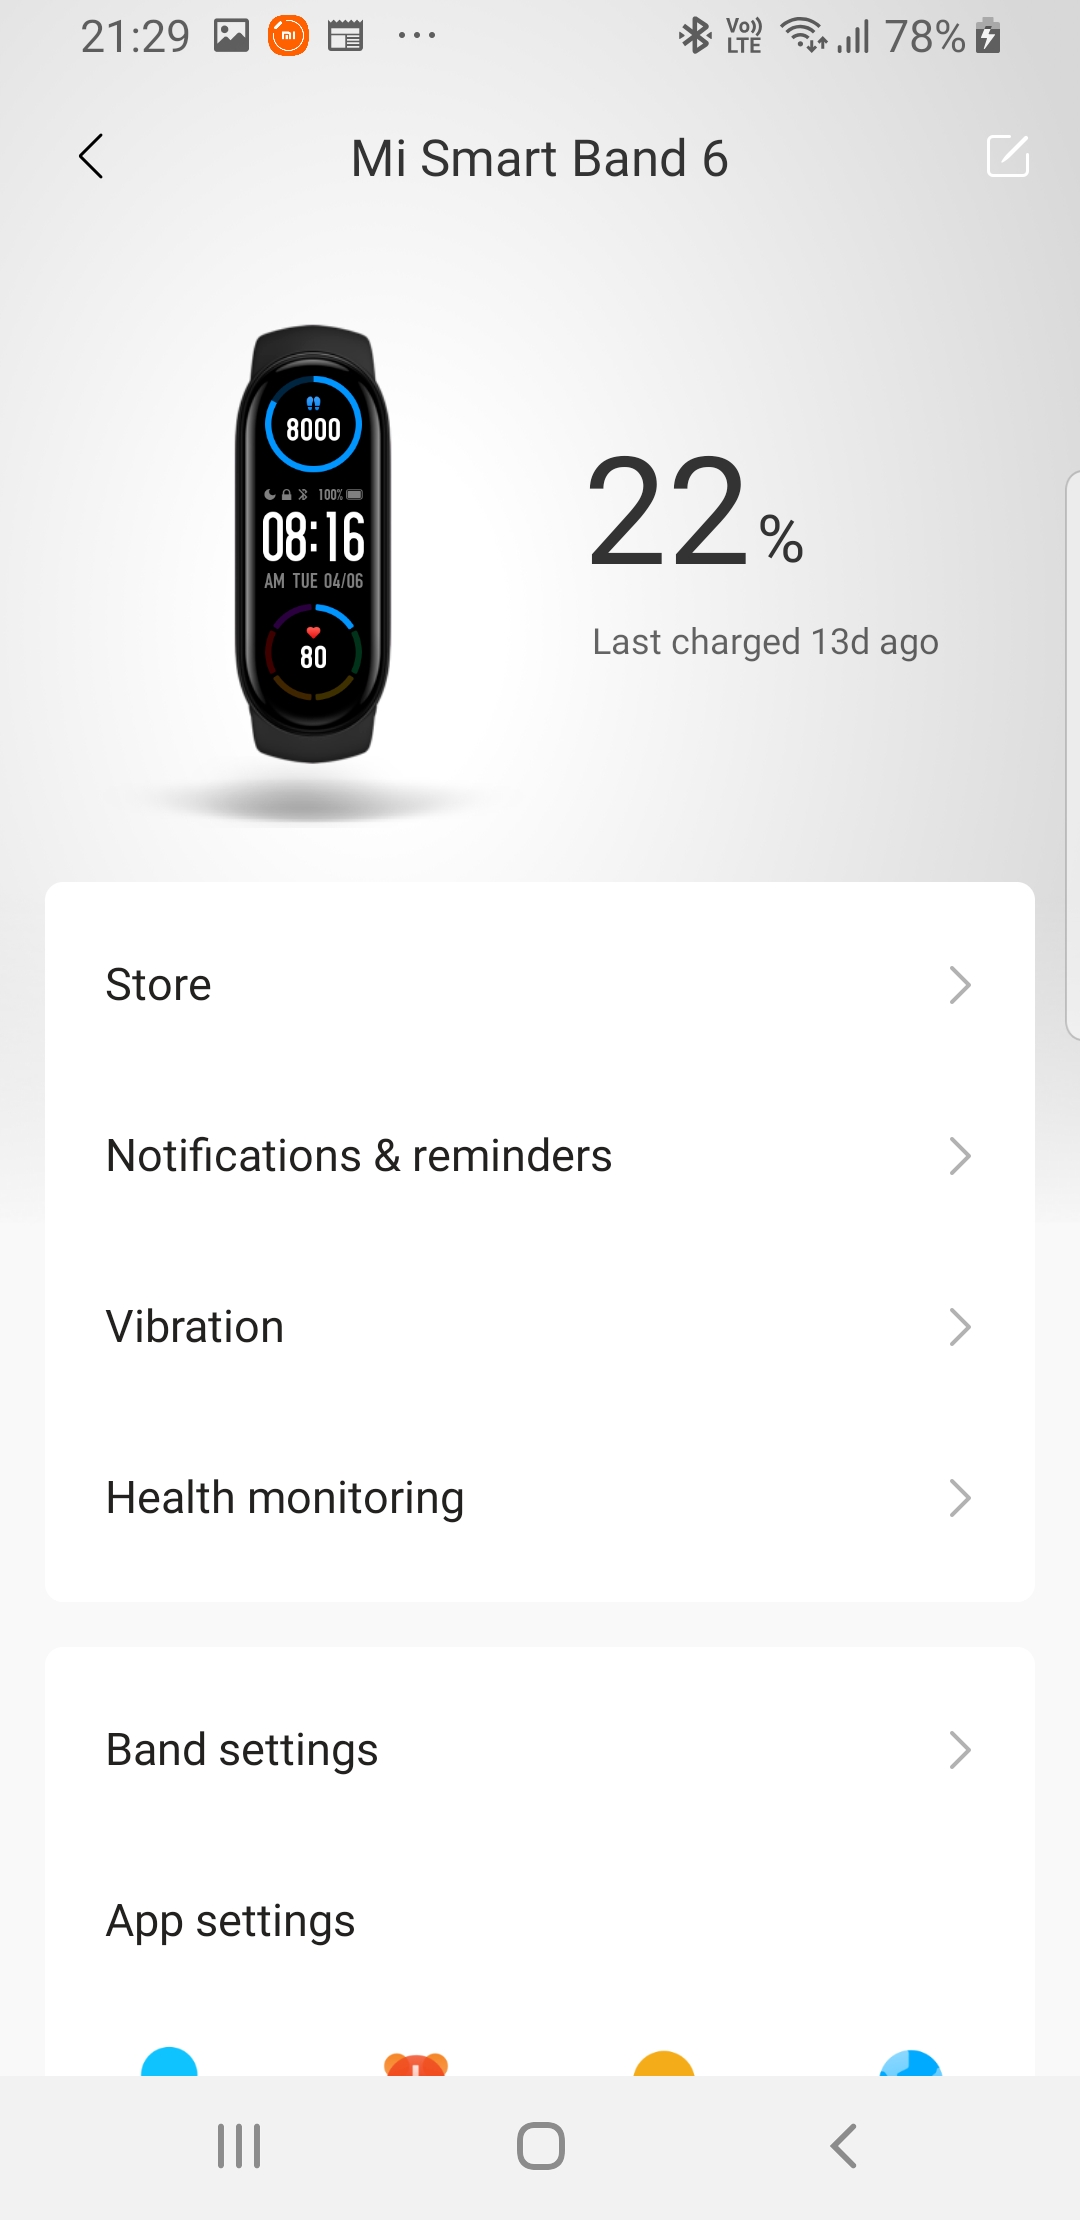 21:29 Vo)) LTE 78%
Mi Smart Band 6
8000
100%
08:16
AM TUE 04/06
80
22%
Last charged 13d ago
Store
Notifications & reminders
Vibration
Health monitoring
Band settings
App settings